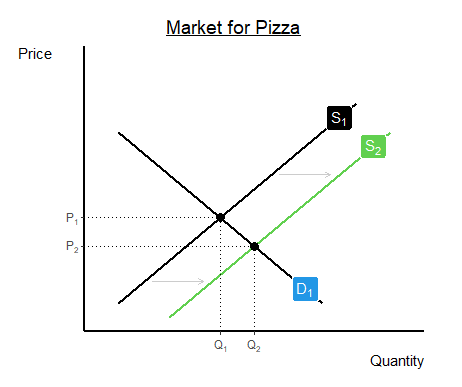 Market for Pizza
Price
S₁
S₂
P₁
P₂
D₁
Q₁ Q₂
Quantity